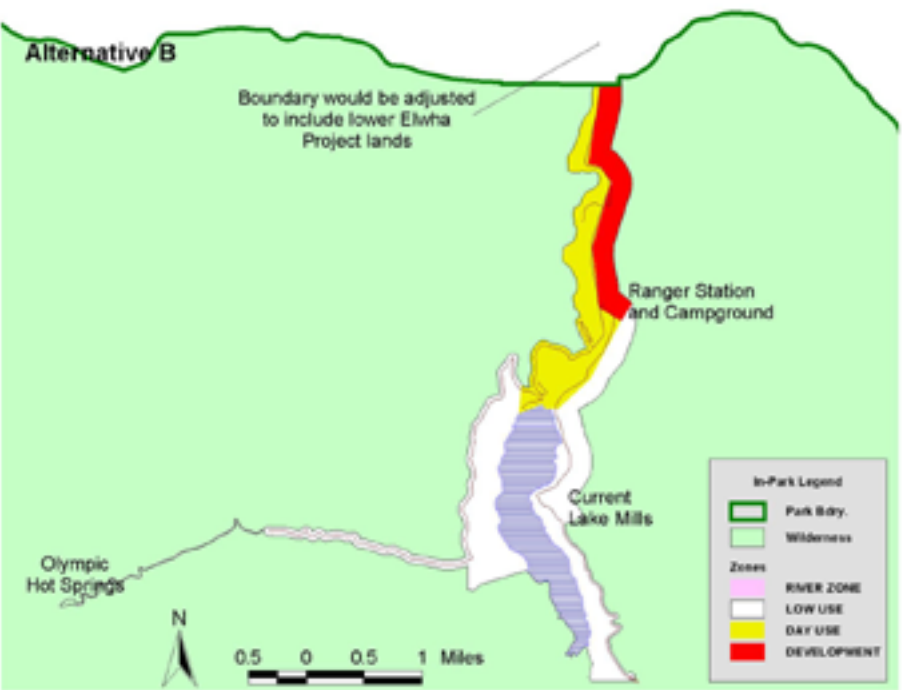 Alternative B
Boundary would be adjusted
to include lower Elwha
Project lands
Ranger Station
and Campground
Current
Lake Mills
Olympic
Hot Springs
N
0.5 0 0.5 1 Miles
In-Park Legend
Park Bdry.
Wilderness
Zones
RIVER ZONE
LOW USE
DAY USE
DEVELOPMENT